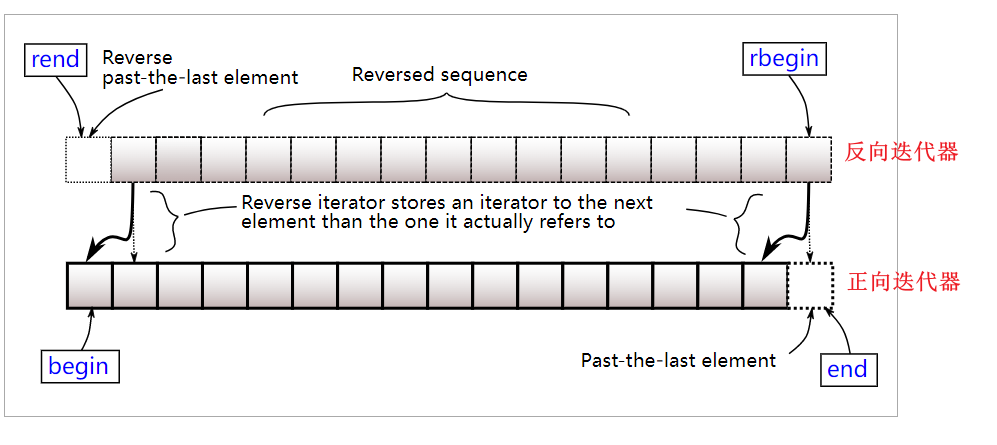 rend
Reverse
past-the-last element
Reversed sequence
rbegin
反向迭代器
Reverse iterator stores an iterator to the next
element than the one it actually refers to
正向迭代器
begin
Past-the-last element
end